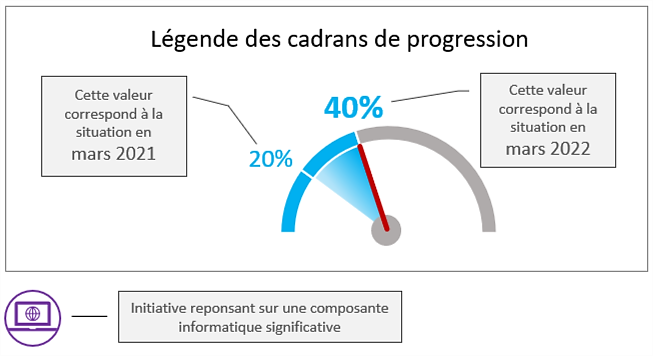 Légende des cadrans de progression
Cette valeur
correspond à la
situation en
mars 2021
20%
40%
Cette valeur
correspond à la
situation en
mars 2022
Initiative reponsant sur une composante
informatique significative